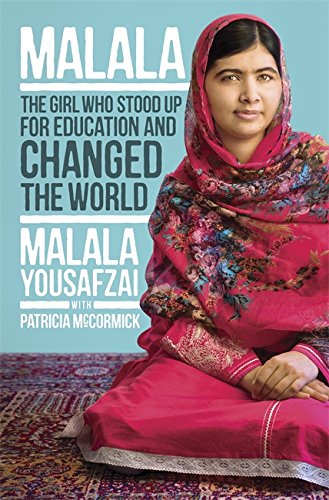 MALALA
THE GIRL WHO STOOD UP
FOR EDUCATION AND
CHANGED
THE WORLD
MALALA
YOUSAFZAI
WITH
PATRICIA McCORMICK